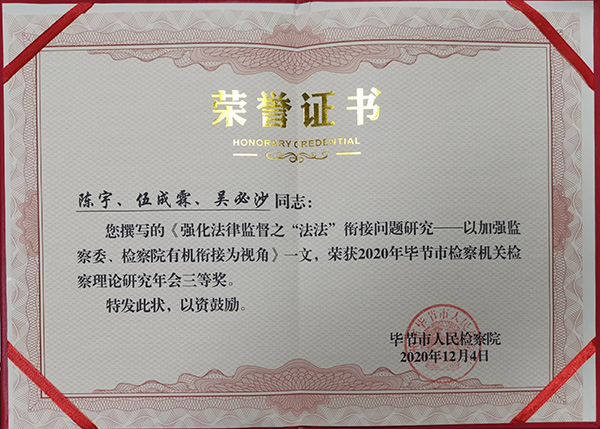 荣誉证书
HONORARY CREDENTIAL
陈宇、伍成霖、吴必沙同志：
您撰写的《强化法律监督之“法法”衔接问题研究——以加强监
察委、检察院有机衔接为视角》一文，荣获2020年毕节市检察机关检
察理论研究年会三等奖。
特发此状，以资鼓励。
毕节市人民检察院
2020年12月4日